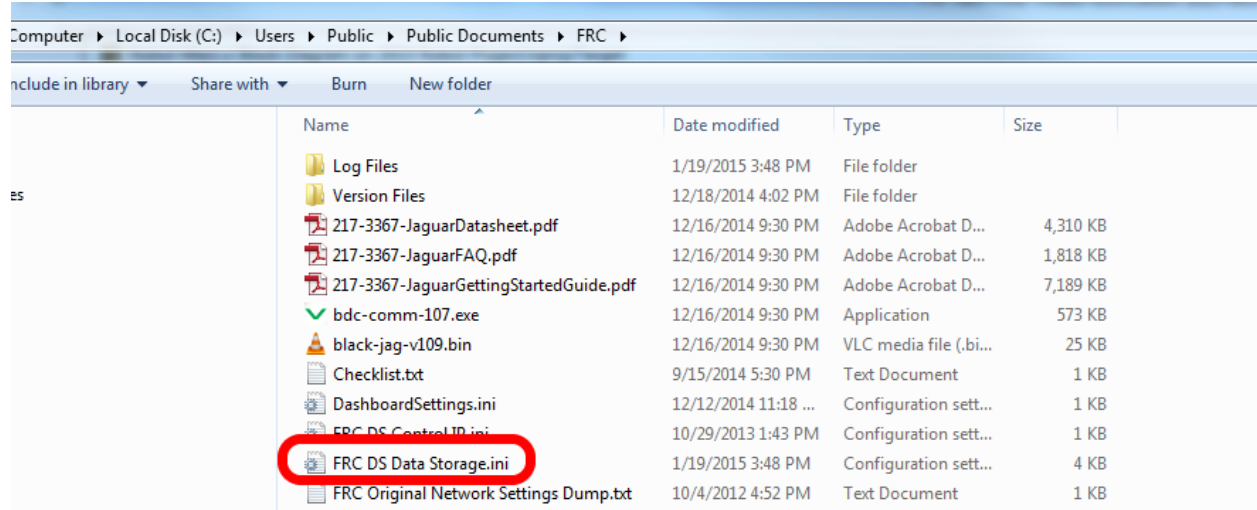 Computer ▸ Local Disk (C:) ▸ Users ▸ Public ▸ Public Documents ▸ FRC ▸
nclude in library Share with Burn New folder
Name Date modified Type Size
Log Files 1/19/2015 3:48 PM File folder
es Version Files 12/18/2014 4:02 PM File folder
217-3367-JaguarDatasheet.pdf 12/16/2014 9:30 PM Adobe Acrobat D... 4,310 KB
217-3367-JaguarFAQ.pdf 12/16/2014 9:30 PM Adobe Acrobat D... 1,818 KB
217-3367-JaguarGettingStartedGuide.pdf 12/16/2014 9:30 PM Adobe Acrobat D... 7,189 KB
bdc-comm-107.exe 12/16/2014 9:30 PM Application 573 KB
black-jag-v109.bin 12/16/2014 9:30 PM VLC media file (.bi... 25 KB
Checklist.txt 9/15/2014 5:30 PM Text Document 1 KB
DashboardSettings.ini 12/12/2014 11:18 ... Configuration sett... 1 KB
FRC DS Control IP.ini 10/29/2013 1:43 PM Configuration sett... 1 KB
FRC DS Data Storage.ini 1/19/2015 3:48 PM Configuration sett... 4 KB
FRC Original Network Settings Dump.txt 10/4/2012 4:52 PM Text Document 1 KB